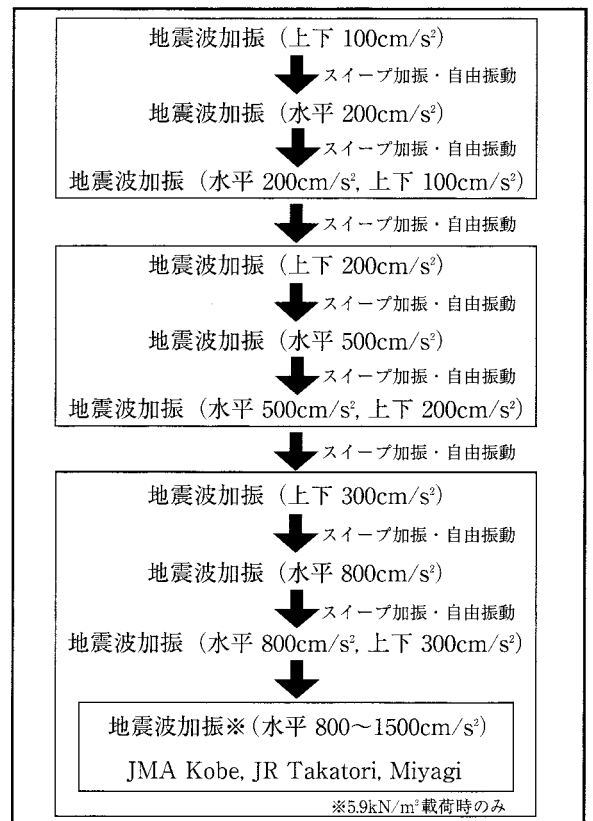 地震波加振（上下 100cm/s²）
スイープ加振・自由振動
地震波加振（水平 200cm/s²）
スイープ加振・自由振動
地震波加振（水平 200cm/s², 上下 100cm/s²）
スイープ加振・自由振動
地震波加振（上下 200cm/s²）
スイープ加振・自由振動
地震波加振（水平 500cm/s²）
スイープ加振・自由振動
地震波加振（水平 500cm/s², 上下 200cm/s²）
スイープ加振・自由振動
地震波加振（上下 300cm/s²）
スイープ加振・自由振動
地震波加振（水平 800cm/s²）
スイープ加振・自由振動
地震波加振（水平 800cm/s², 上下 300cm/s²）
地震波加振※（水平 800～1500cm/s²）
JMA Kobe, JR Takatori, Miyagi
※5.9kN/m²載荷時のみ